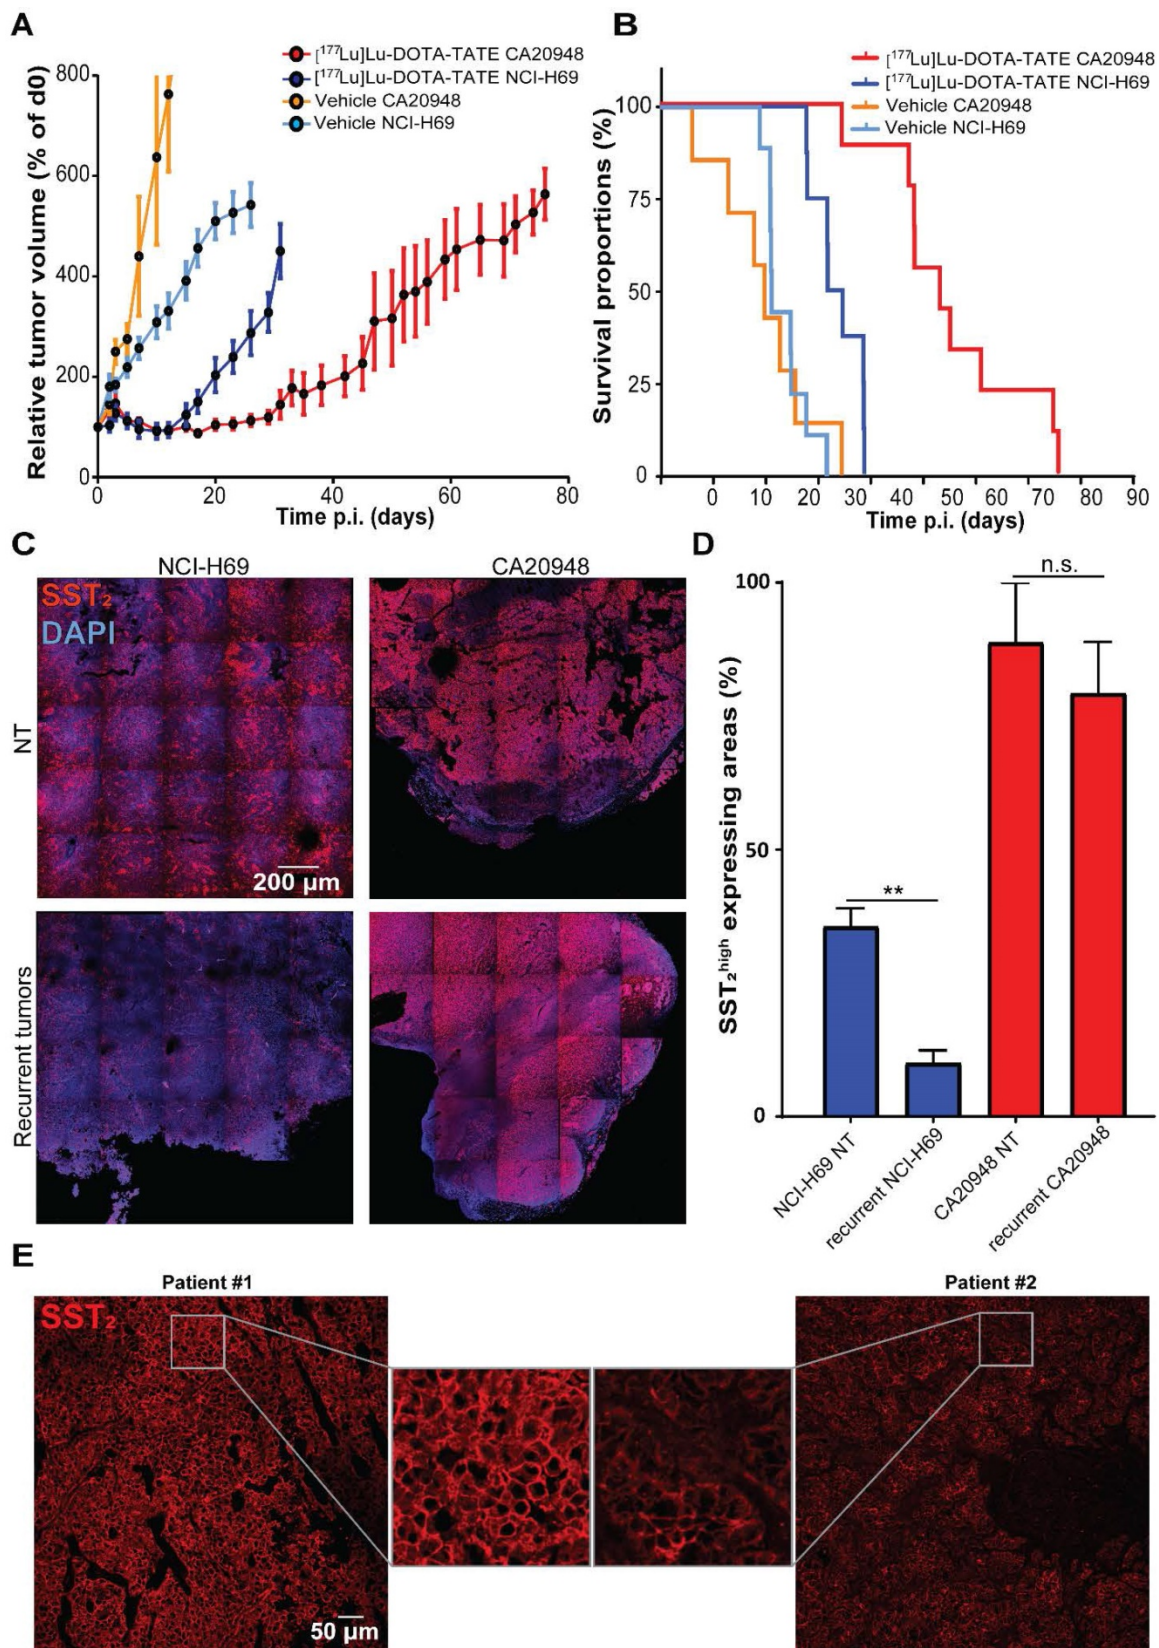 A
[¹⁷⁷Lu]Lu-DOTA-TATE CA20948
[¹⁷⁷Lu]Lu-DOTA-TATE NCI-H69
Vehicle CA20948
Vehicle NCI-H69
Relative tumor volume (% of d0)
800
600
400
200
0
0 20 40 60 80
Time p.i. (days)
B
[¹⁷⁷Lu]Lu-DOTA-TATE CA20948
[¹⁷⁷Lu]Lu-DOTA-TATE NCI-H69
Vehicle CA20948
Vehicle NCI-H69
Survival proportions (%)
100
75
50
25
0
0 10 20 30 40 50 60 70 80 90
Time p.i. (days)
C
NCI-H69
CA20948
SST₂
DAPI
NT
200 µm
Recurrent tumors
D
SST₂ʰⁱᵍʰ expressing areas (%)
100
50
0
**
n.s.
NCI-H69 NT
recurrent NCI-H69
CA20948 NT
recurrent CA20948
E
Patient #1
Patient #2
SST₂
50 µm